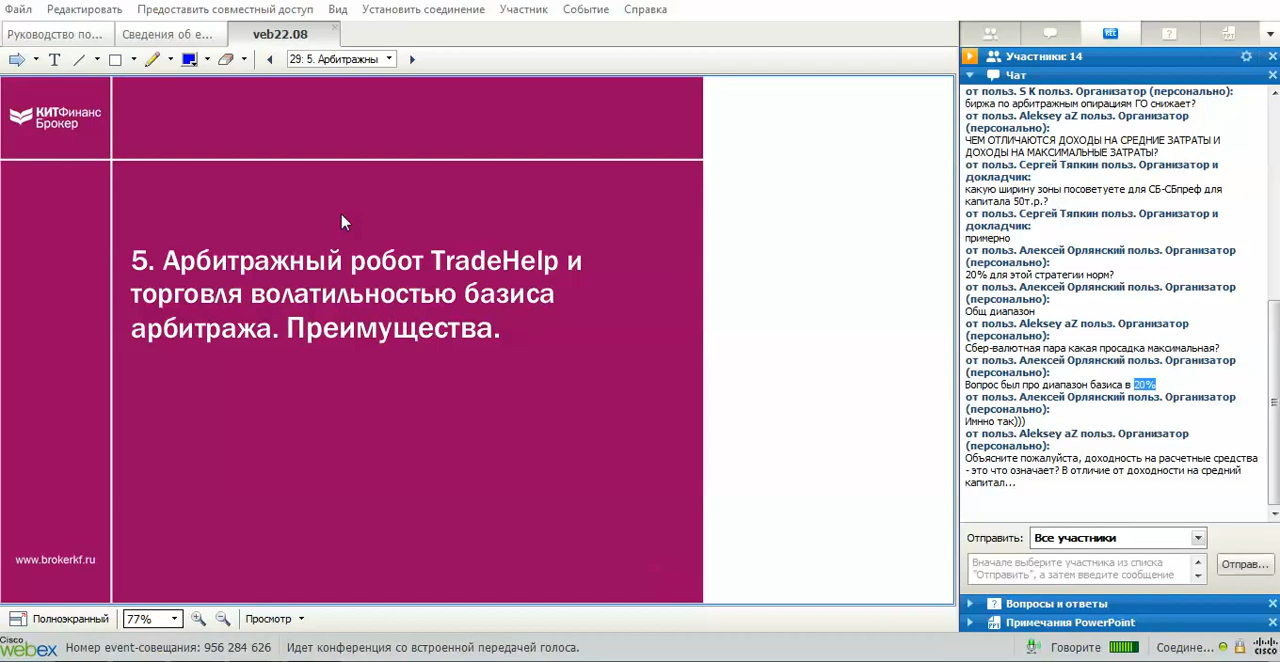 Файл Редактировать Предоставить совместный доступ Вид Установить соединение Участник Событие Справка
Руководство по... Сведения об е... veb22.08
T 29: 5. Арбитражны
КИТФинанс
Брокер
5. Арбитражный робот TradeHelp и
торговля волатильностью базиса
арбитража. Преимущества.
www.brokerkf.ru
REC ?
Участники: 14
Чат
от польз. S K польз. Организатор (персонально):
биржа по арбитражным опирациям ГО снижает?
от польз. Aleksey aZ польз. Организатор
(персонально):
ЧЕМ ОТЛИЧАЮТСЯ ДОХОДЫ НА СРЕДНИЕ ЗАТРАТЫ И
ДОХОДЫ НА МАКСИМАЛЬНЫЕ ЗАТРАТЫ?
от польз. Сергей Тяпкин польз. Организатор и
докладчик:
какую ширину зоны посоветуете для СБ-СБпреф для
капитала 50т.р.?
от польз. Сергей Тяпкин польз. Организатор и
докладчик:
примерно
от польз. Алексей Орлянский польз. Организатор
(персонально):
20% для этой стратегии норм?
от польз. Алексей Орлянский польз. Организатор
(персонально):
Общ диапазон
от польз. Aleksey aZ польз. Организатор
(персонально):
Сбер-валютная пара какая просадка максимальная?
от польз. Алексей Орлянский польз. Организатор
(персонально):
Вопрос был про диапазон базиса в 20%
от польз. Алексей Орлянский польз. Организатор
(персонально):
Имнно так)))
от польз. Aleksey aZ польз. Организатор
(персонально):
Объясните пожалуйста, доходность на расчетные средства
- это что означает? В отличие от доходности на средний
капитал...
Отправить: Все участники
Вначале выберите участника из списка
"Отправить", а затем введите сообщение
Отправ...
? Вопросы и ответы
Примечания PowerPoint
Полноэкранный 77% Просмотр
Cisco
webex Номер event-совещания: 956 284 626 Идет конференция со встроенной передачей голоса. Говорите Соедине...
CISCO